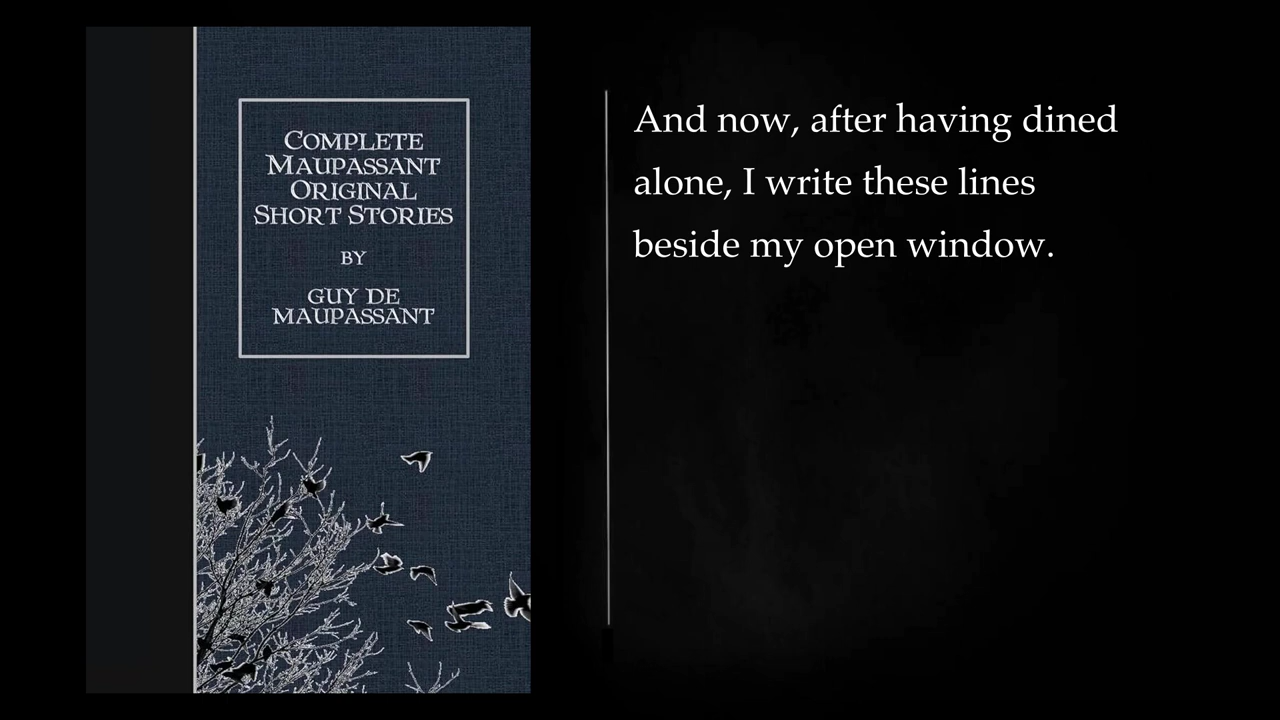 COMPLETE
MAUPASSANT
ORIGINAL
SHORT STORIES
BY
GUY DE
MAUPASSANT
And now, after having dined
alone, I write these lines
beside my open window.